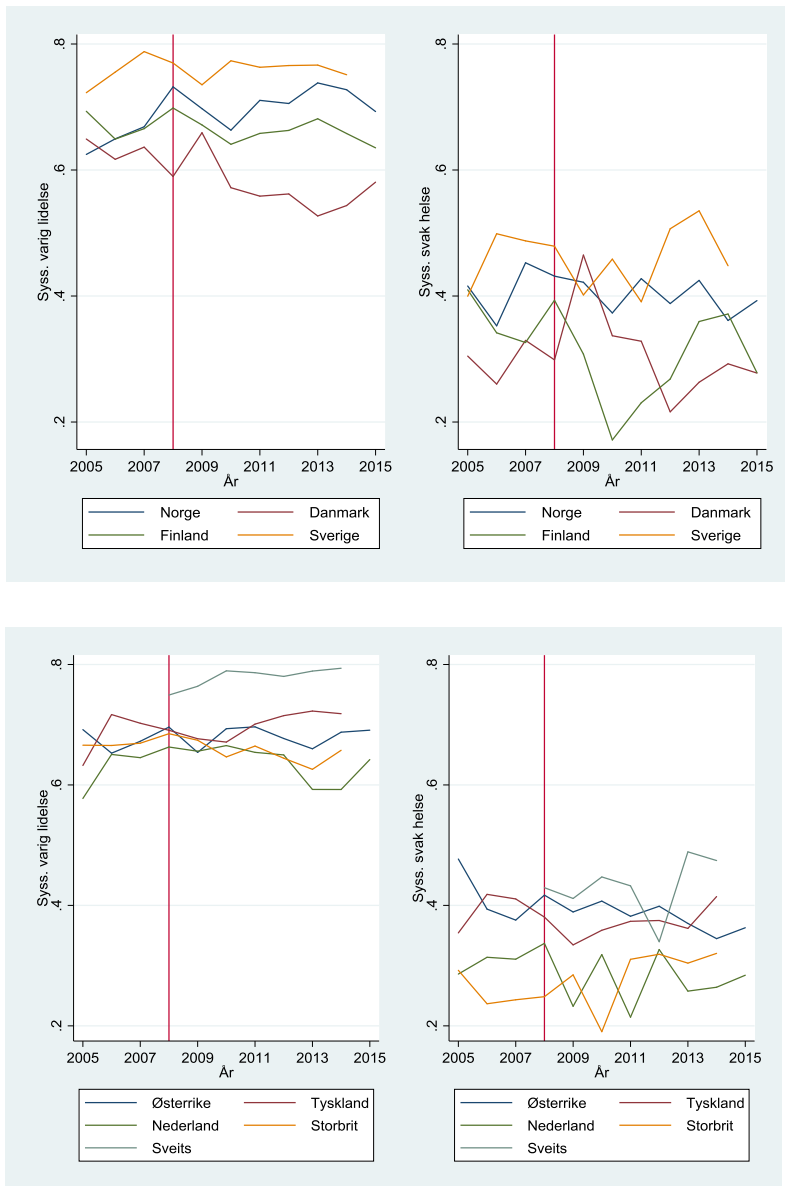 Syss. varig lidelse
.8
.6
.4
.2
2005 2007 2009 2011 2013 2015
År
Norge Danmark
Finland Sverige
Syss. svak helse
.8
.6
.4
.2
2005 2007 2009 2011 2013 2015
År
Norge Danmark
Finland Sverige
Syss. varig lidelse
.8
.6
.4
.2
2005 2007 2009 2011 2013 2015
År
Østerrike Tyskland
Nederland Storbrit
Sveits
Syss. svak helse
.8
.6
.4
.2
2005 2007 2009 2011 2013 2015
År
Østerrike Tyskland
Nederland Storbrit
Sveits